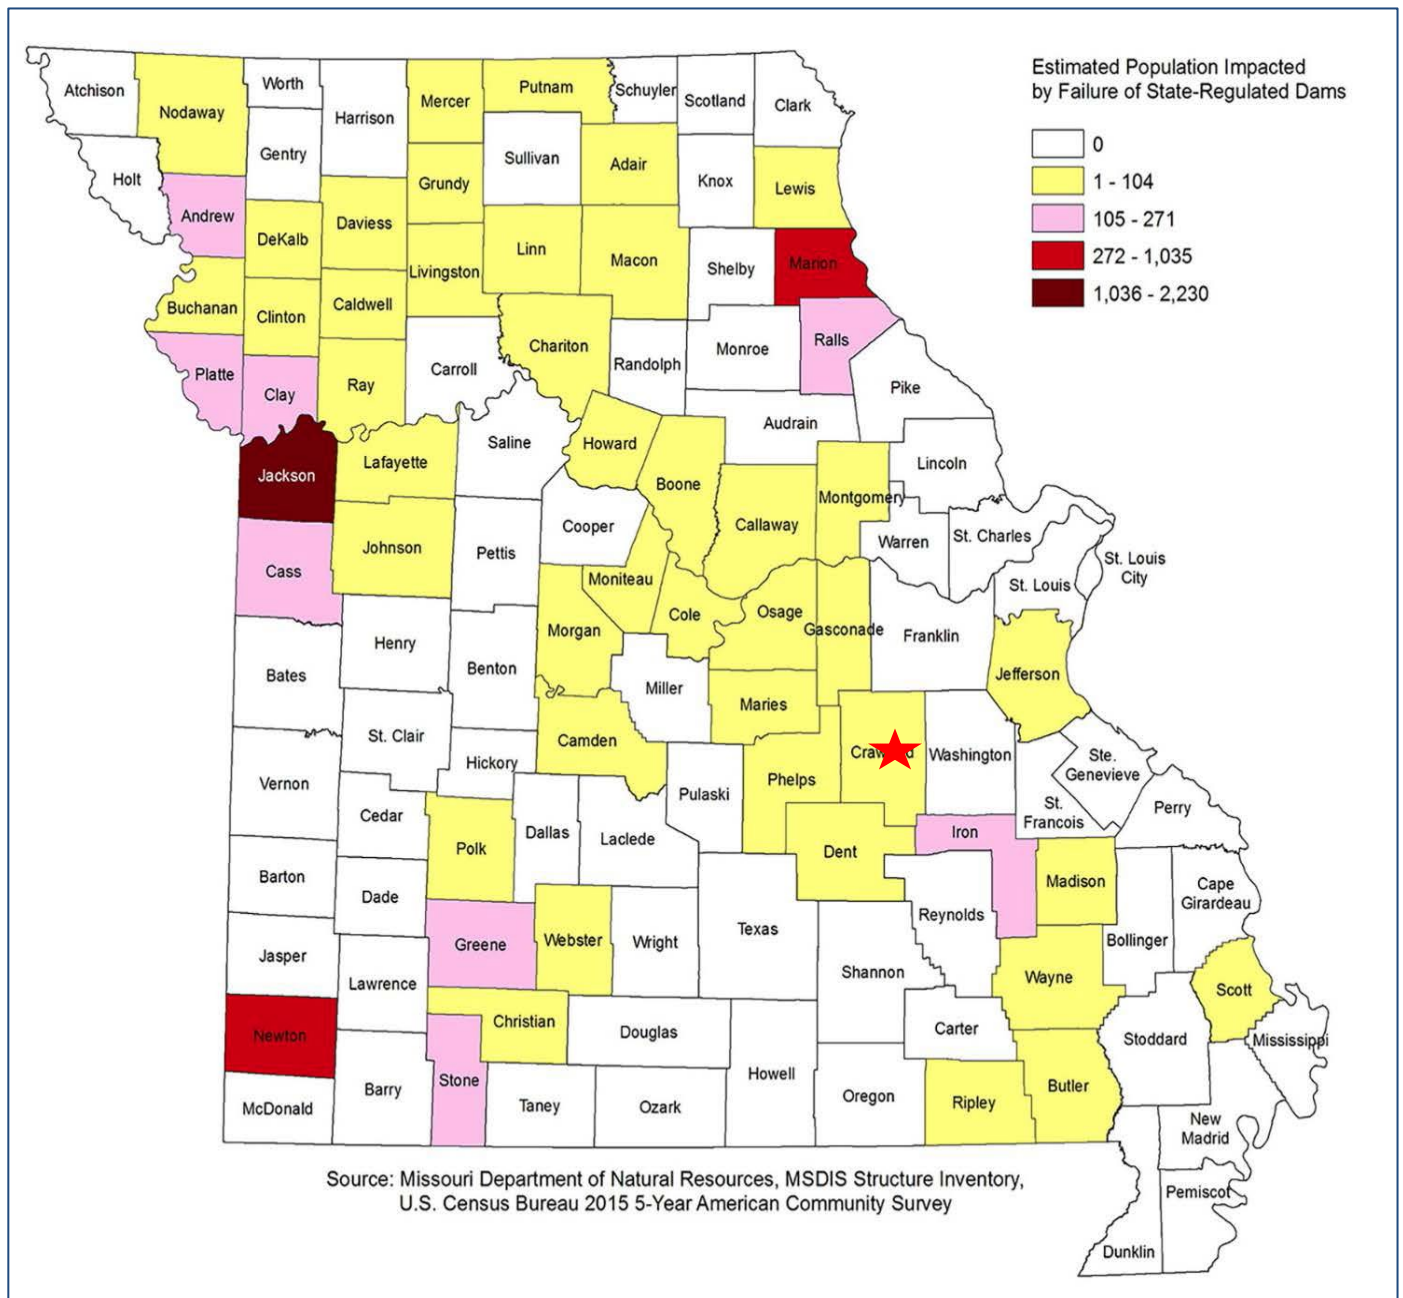 Estimated Population Impacted
by Failure of State-Regulated Dams
0
1 - 104
105 - 271
272 - 1,035
1,036 - 2,230
Atchison
Nodaway
Worth
Harrison
Mercer
Putnam
Schuyler
Scotland
Clark
Gentry
Holt
Andrew
DeKalb
Daviess
Grundy
Sullivan
Adair
Knox
Lewis
Linn
Macon
Shelby
Marion
Livingston
Buchanan
Clinton
Caldwell
Chariton
Randolph
Monroe
Ralls
Platte
Clay
Ray
Carroll
Pike
Audrain
Saline
Howard
Boone
Lincoln
Jackson
Lafayette
Montgomery
Callaway
Cooper
Warren
St. Charles
St. Louis
City
St. Louis
Johnson
Pettis
Cass
Moniteau
Cole
Osage
Gasconade
Franklin
Morgan
Henry
Benton
Miller
Maries
Jefferson
Bates
St. Clair
Camden
Hickory
Phelps
Washington
Ste.
Genevieve
Vernon
Cedar
Polk
Dallas
Laclede
Pulaski
St.
Francois
Perry
Iron
Dent
Barton
Dade
Madison
Cape
Girardeau
Reynolds
Bollinger
Greene
Webster
Wright
Texas
Jasper
Lawrence
Shannon
Wayne
Scott
Newton
Christian
Douglas
Carter
Stoddard
Mississippi
McDonald
Barry
Stone
Taney
Ozark
Howell
Oregon
Ripley
Butler
New
Madrid
Pemiscot
Dunklin
Source: Missouri Department of Natural Resources, MSDIS Structure Inventory,
U.S. Census Bureau 2015 5-Year American Community Survey